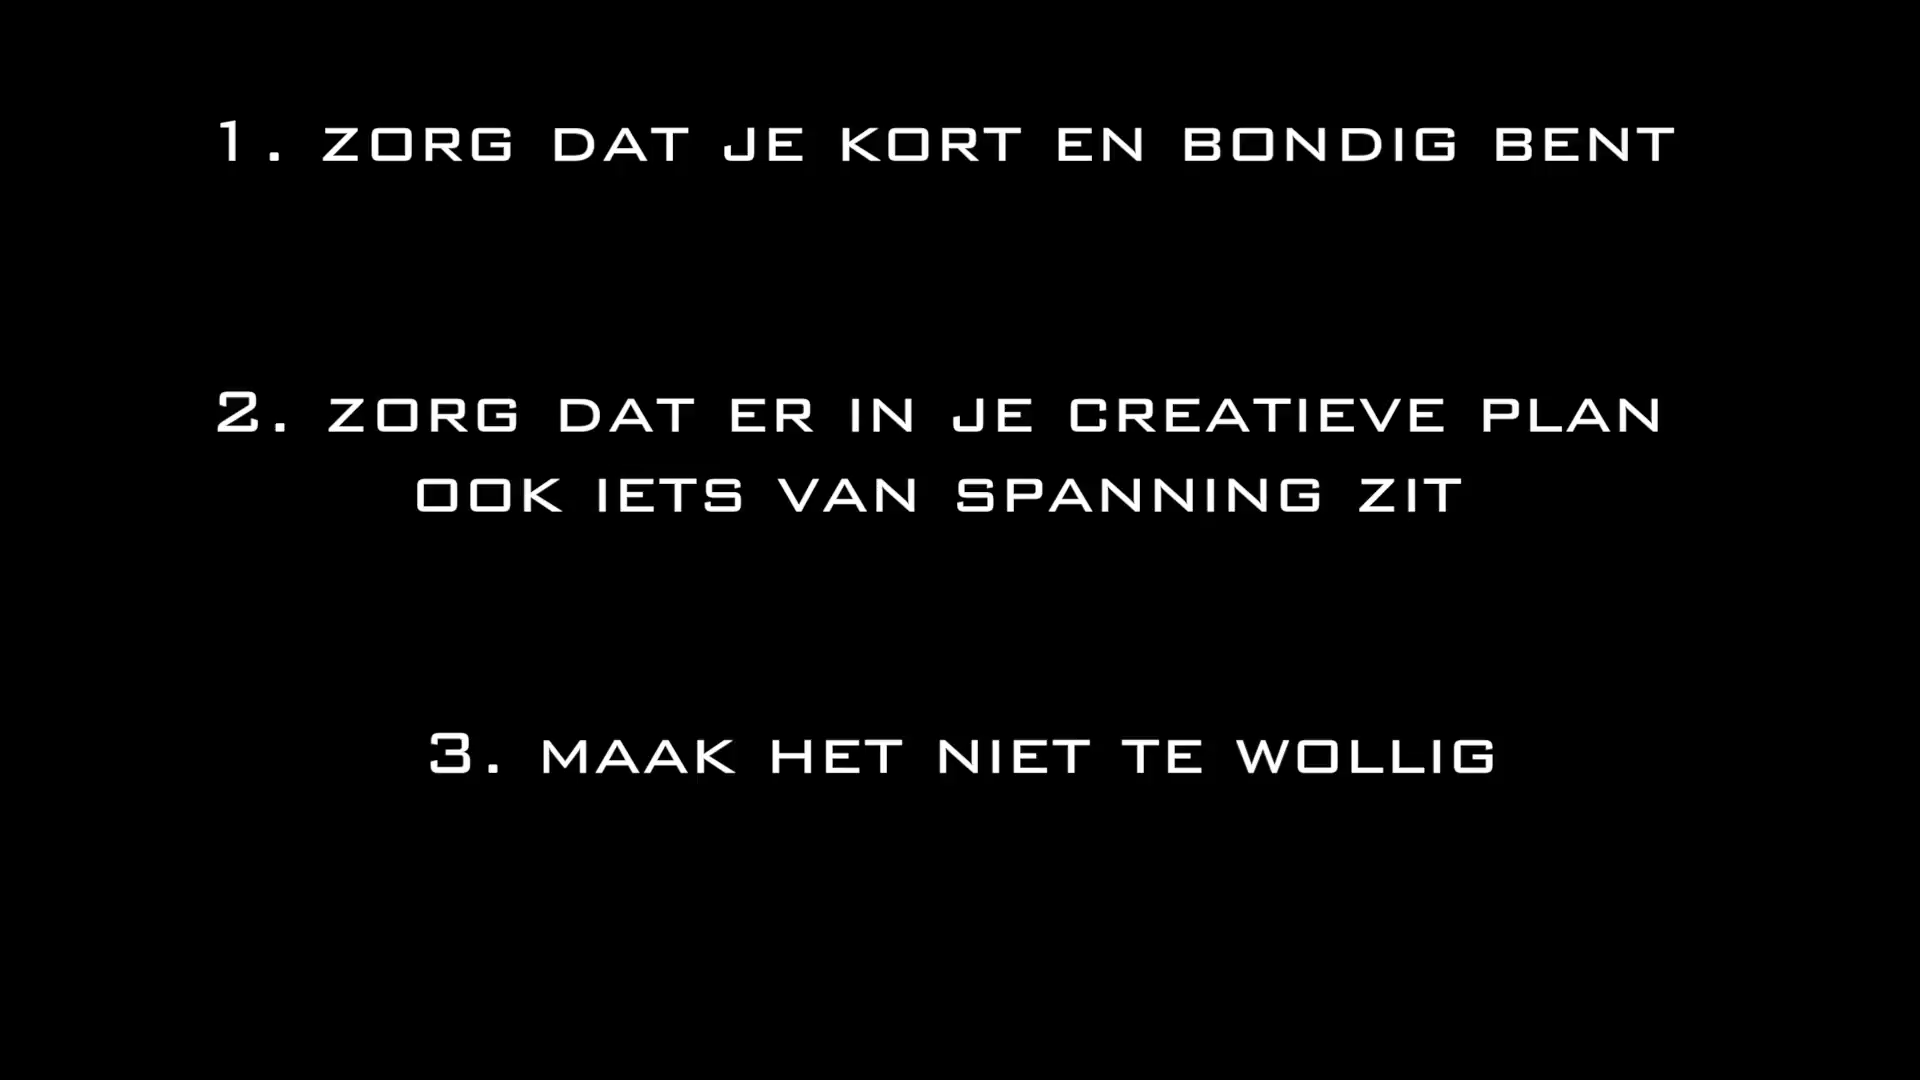 1. ZORG DAT JE KORT EN BONDIG BENT
2. ZORG DAT ER IN JE CREATIEVE PLAN
OOK IETS VAN SPANNING ZIT
3. MAAK HET NIET TE WOLLIG